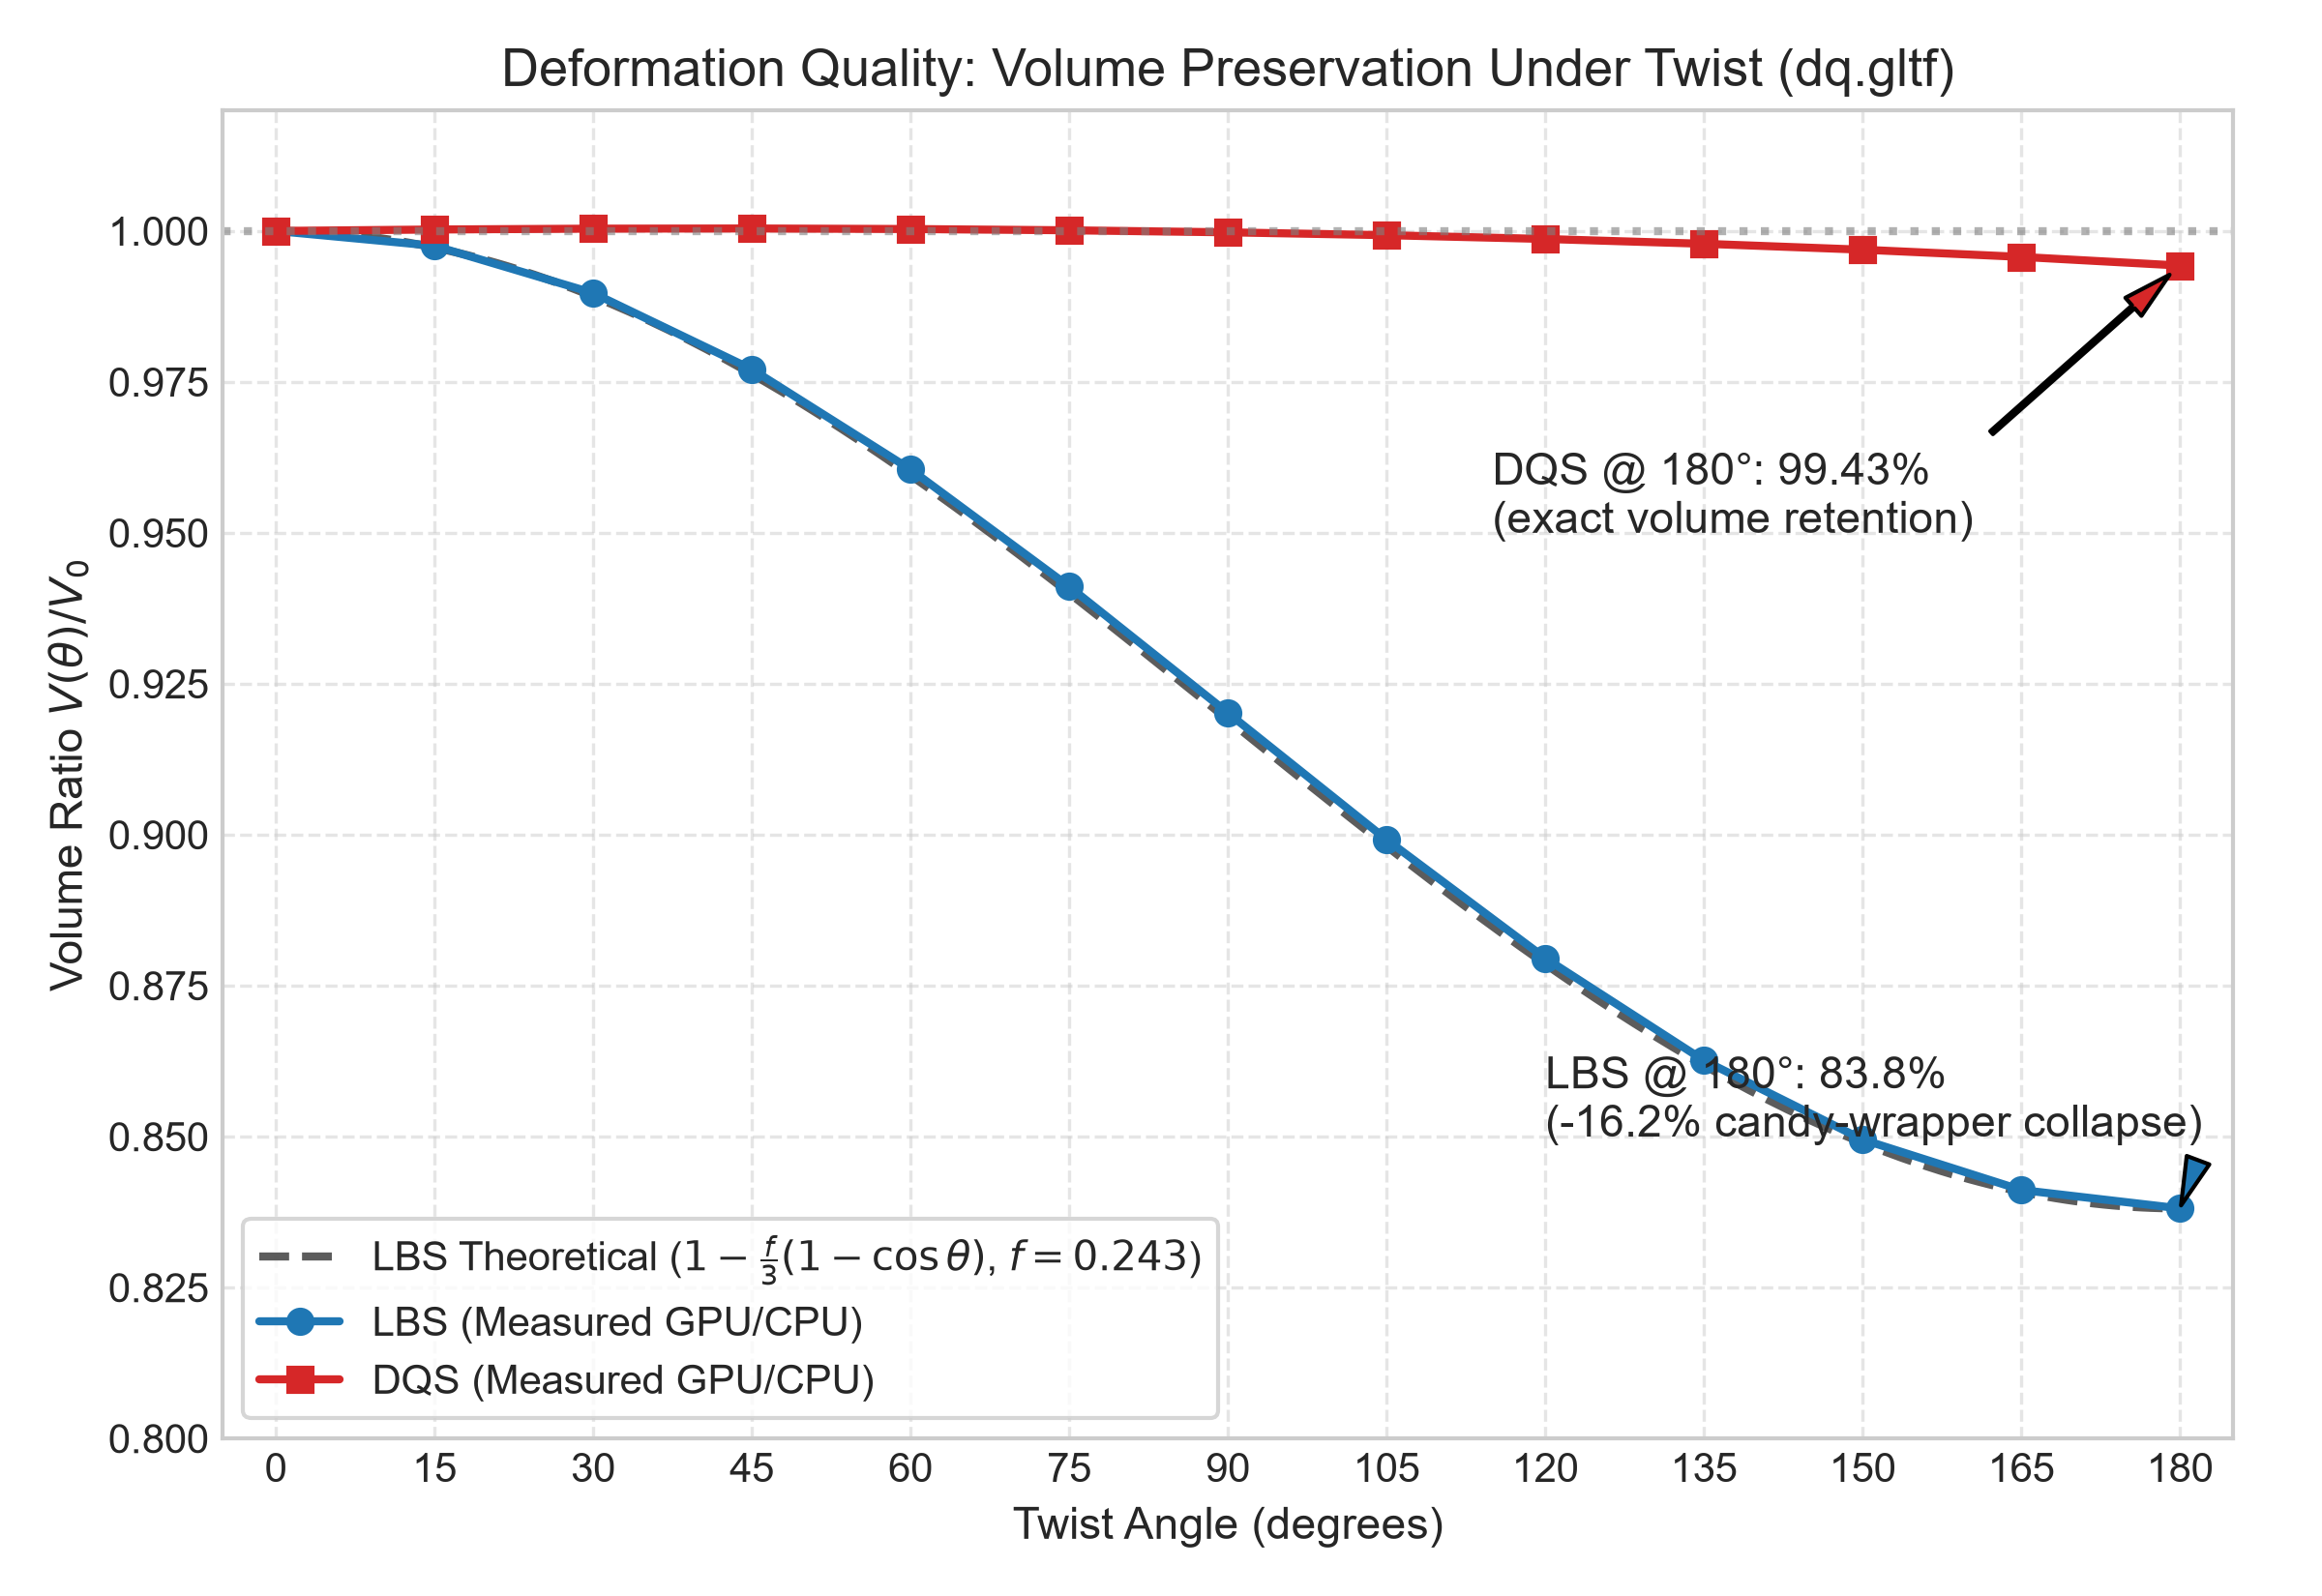 Deformation Quality: Volume Preservation Under Twist (dq.gltf)
Volume Ratio V(θ)/V₀
1.000
0.975
0.950
0.925
0.900
0.875
0.850
0.825
0.800
DQS @ 180°: 99.43%
(exact volume retention)
LBS @ 180°: 83.8%
(-16.2% candy-wrapper collapse)
LBS Theoretical (1 − f/3(1 − cos θ), f = 0.243)
LBS (Measured GPU/CPU)
DQS (Measured GPU/CPU)
0 15 30 45 60 75 90 105 120 135 150 165 180
Twist Angle (degrees)